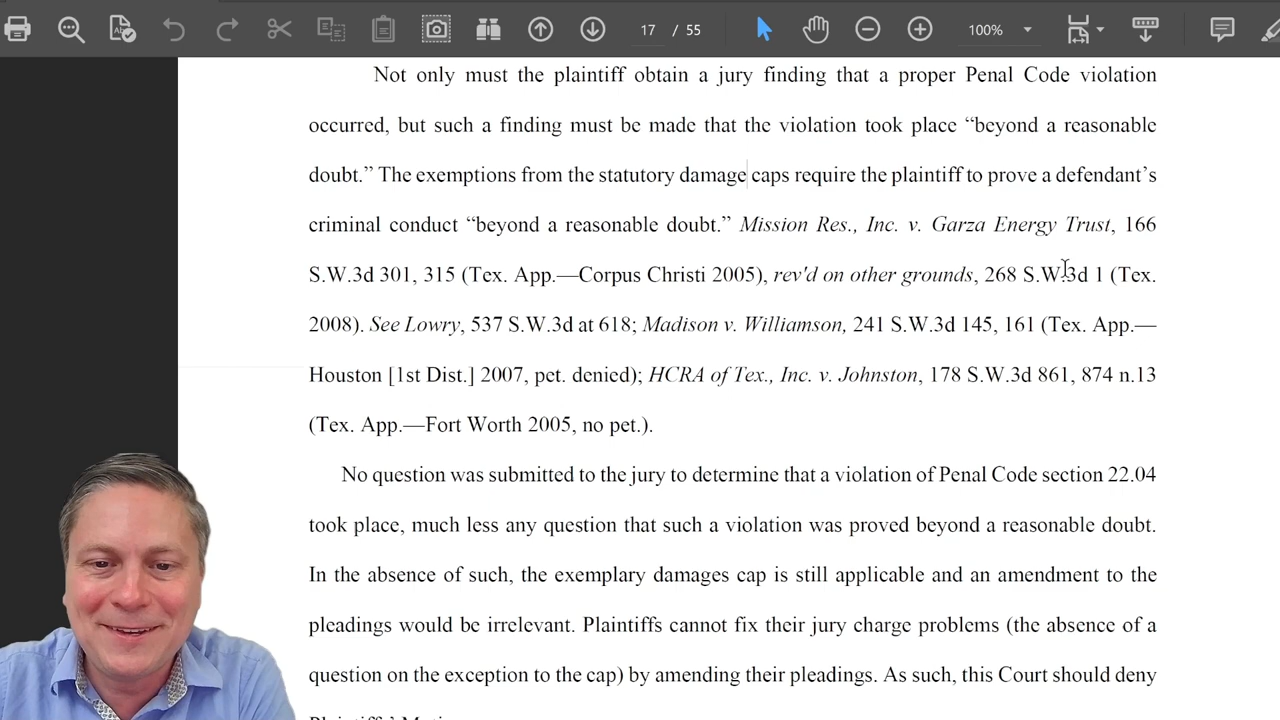 17 / 55
100%
Not only must the plaintiff obtain a jury finding that a proper Penal Code violation
occurred, but such a finding must be made that the violation took place “beyond a reasonable
doubt.” The exemptions from the statutory damage caps require the plaintiff to prove a defendant’s
criminal conduct “beyond a reasonable doubt.” Mission Res., Inc. v. Garza Energy Trust, 166
S.W.3d 301, 315 (Tex. App.—Corpus Christi 2005), rev'd on other grounds, 268 S.W.3d 1 (Tex.
2008). See Lowry, 537 S.W.3d at 618; Madison v. Williamson, 241 S.W.3d 145, 161 (Tex. App.—
Houston [1st Dist.] 2007, pet. denied); HCRA of Tex., Inc. v. Johnston, 178 S.W.3d 861, 874 n.13
(Tex. App.—Fort Worth 2005, no pet.).
No question was submitted to the jury to determine that a violation of Penal Code section 22.04
took place, much less any question that such a violation was proved beyond a reasonable doubt.
In the absence of such, the exemplary damages cap is still applicable and an amendment to the
pleadings would be irrelevant. Plaintiffs cannot fix their jury charge problems (the absence of a
question on the exception to the cap) by amending their pleadings. As such, this Court should deny